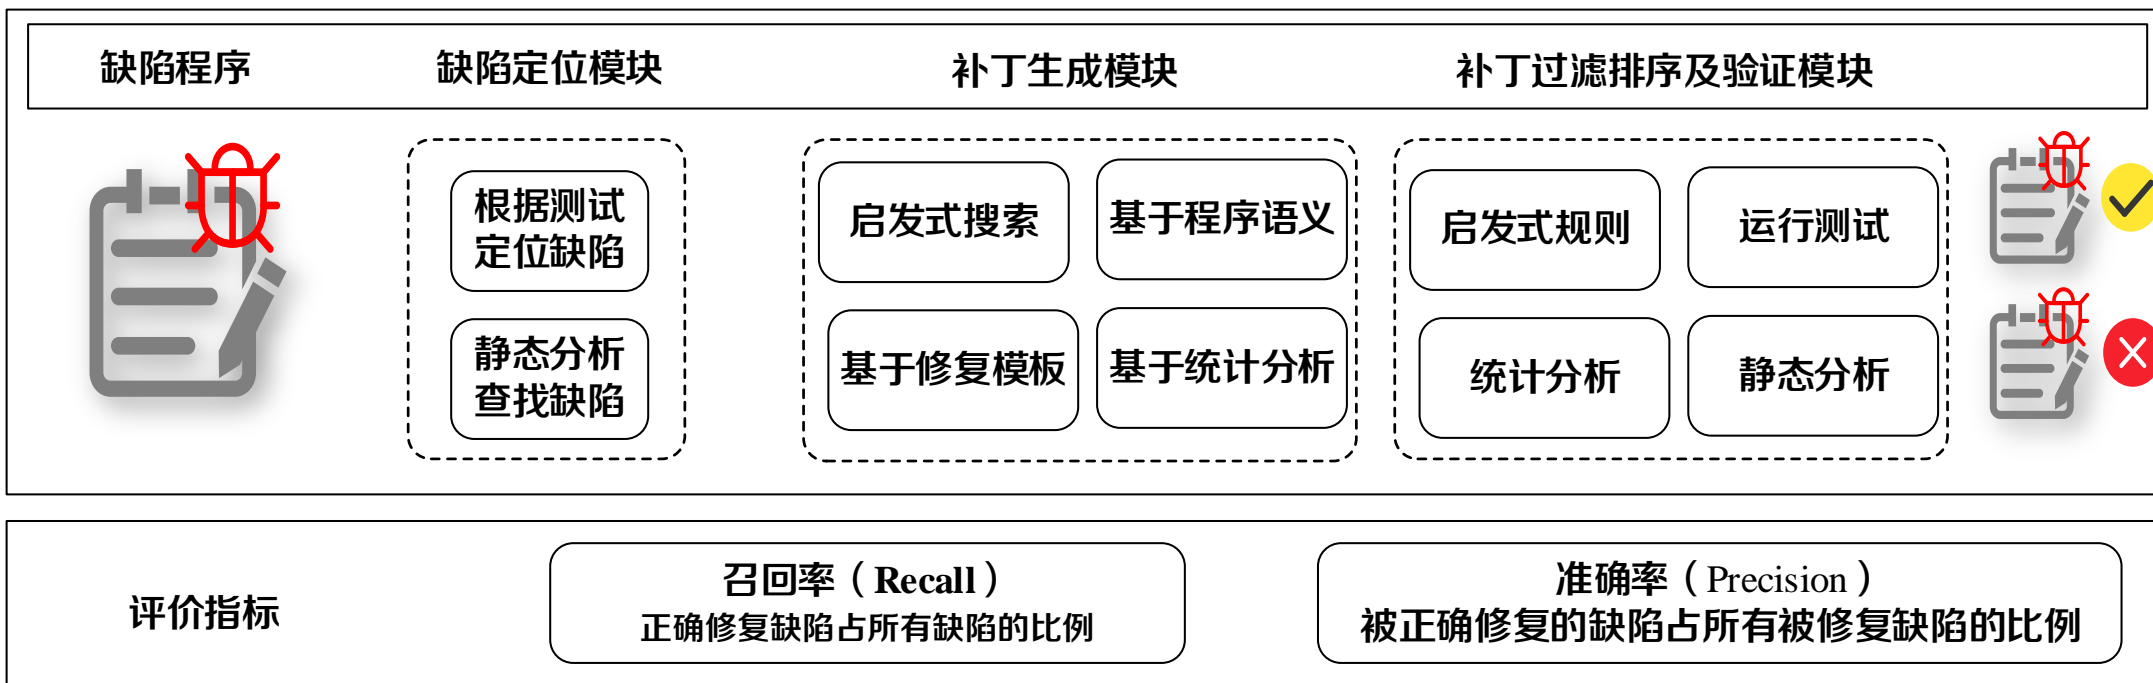 缺陷程序
缺陷定位模块
补丁生成模块
补丁过滤排序及验证模块
根据测试
定位缺陷
静态分析
查找缺陷
启发式搜索
基于程序语义
基于修复模板
基于统计分析
启发式规则
运行测试
统计分析
静态分析
评价指标
召回率（Recall）
正确修复缺陷占所有缺陷的比例
准确率（Precision）
被正确修复的缺陷占所有被修复缺陷的比例